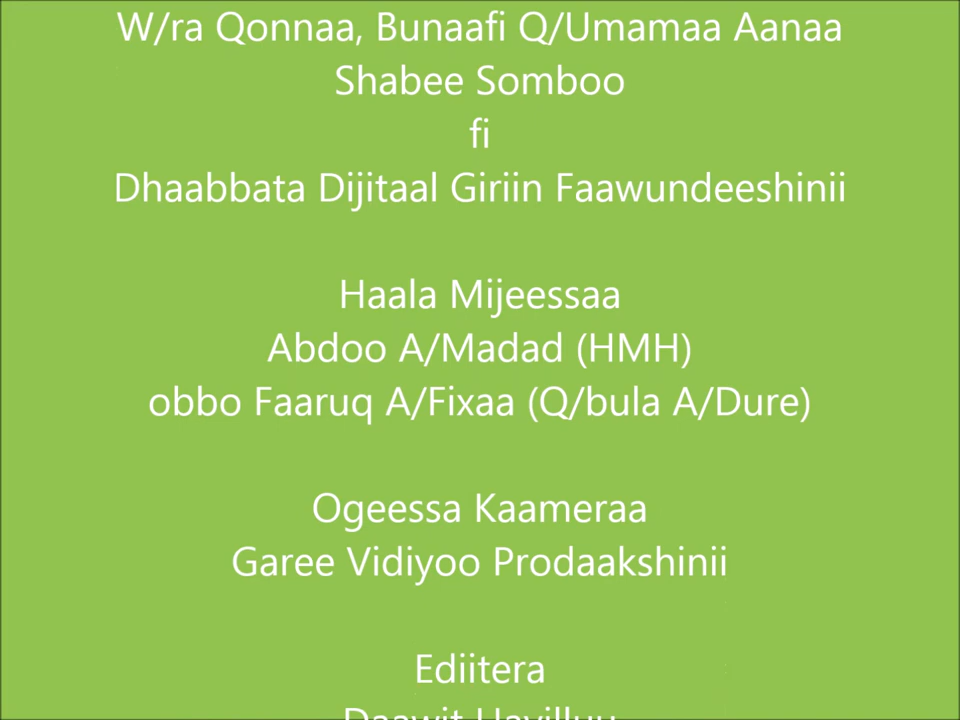 W/ra Qonnaa, Bunaafi Q/Umamaa Aanaa
Shabee Somboo
fi
Dhaabbata Dijitaal Giriin Faawundeeshinii
Haala Mijeessaa
Abdoo A/Madad (HMH)
obbo Faaruq A/Fixaa (Q/bula A/Dure)
Ogeessa Kaameraa
Garee Vidiyoo Prodaakshinii
Ediitera
Daawit